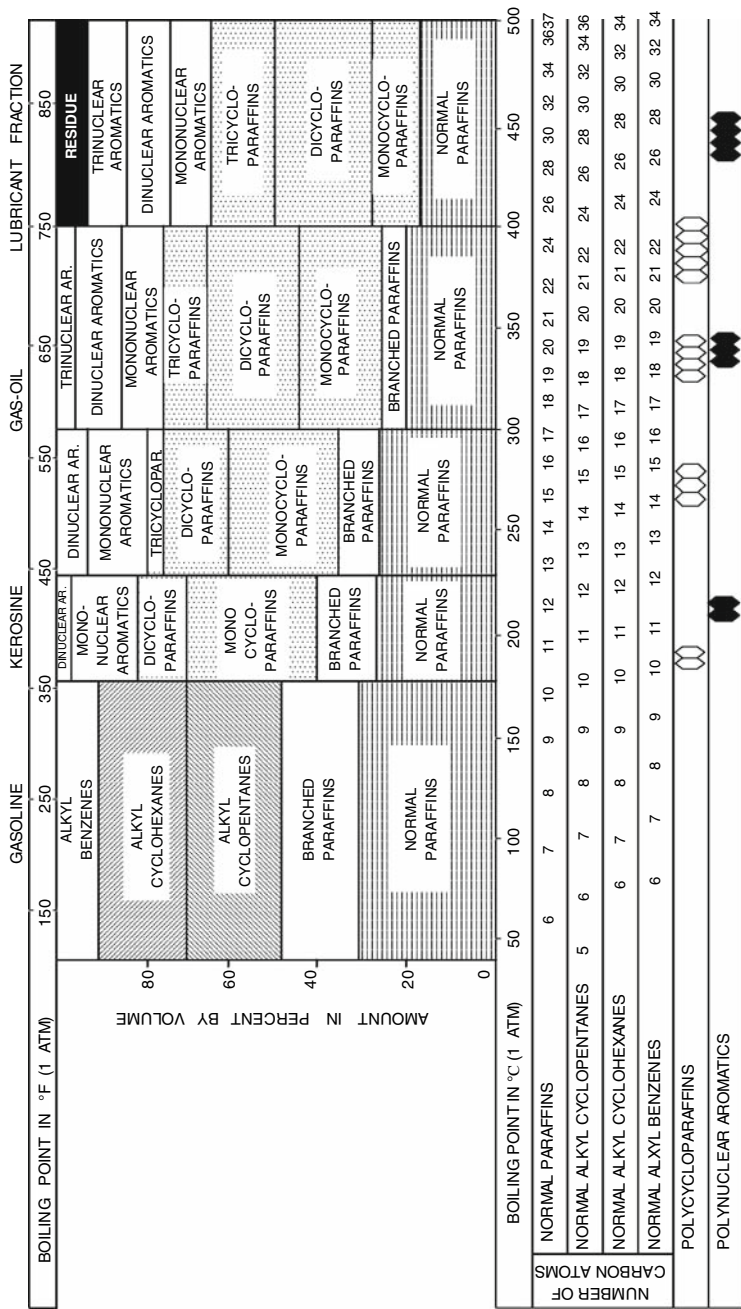 GASOLINE KEROSINE GAS-OIL LUBRICANT FRACTION
BOILING POINT IN °F (1 ATM) 150 250 350 450 550 650 750 850
ALKYL
BENZENES
ALKYL
CYCLOHEXANES
ALKYL
CYCLOPENTANES
BRANCHED
PARAFFINS
NORMAL
PARAFFINS
DINUCLEAR AR.
MONO-
NUCLEAR
AROMATICS
DICYCLO-
PARAFFINS
MONO
CYCLO-
PARAFFINS
BRANCHED
PARAFFINS
NORMAL
PARAFFINS
DINUCLEAR AR.
MONONUCLEAR
AROMATICS
TRICYCLOPAR.
DICYCLO-
PARAFFINS
MONOCYCLO-
PARAFFINS
BRANCHED
PARAFFINS
NORMAL
PARAFFINS
TRINUCLEAR AR.
DINUCLEAR AROMATICS
MONONUCLEAR
AROMATICS
TRICYCLO-
PARAFFINS
DICYCLO-
PARAFFINS
MONOCYCLO-
PARAFFINS
BRANCHED PARAFFINS
NORMAL
PARAFFINS
RESIDUE
TRINUCLEAR
AROMATICS
DINUCLEAR AROMATICS
MONONUCLEAR
AROMATICS
TRICYCLO-
PARAFFINS
DICYCLO-
PARAFFINS
MONOCYCLO-
PARAFFINS
NORMAL
PARAFFINS
AMOUNT IN PERCENT BY VOLUME
80
60
40
20
0
BOILING POINT IN °C (1 ATM) 50 100 150 200 250 300 350 400 450 500
NUMBER OF
CARBON ATOMS
NORMAL PARAFFINS 6 7 8 9 10 11 12 13 14 15 16 17 18 19 20 21 22 24 26 28 30 32 34 3637
NORMAL ALKYL CYCLOPENTANES 5 6 7 8 9 10 11 12 13 14 15 16 17 18 19 20 21 22 24 26 28 30 32 34 36
NORMAL ALKYL CYCLOHEXANES 6 7 8 9 10 11 12 13 14 15 16 17 18 19 20 21 22 24 26 28 30 32 34
NORMAL ALXYL BENZENES 6 7 8 9 10 11 12 13 14 15 16 17 18 19 20 21 22 24 26 28 30 32 34
POLYCYCLOPARAFFINS
POLYNUCLEAR AROMATICS